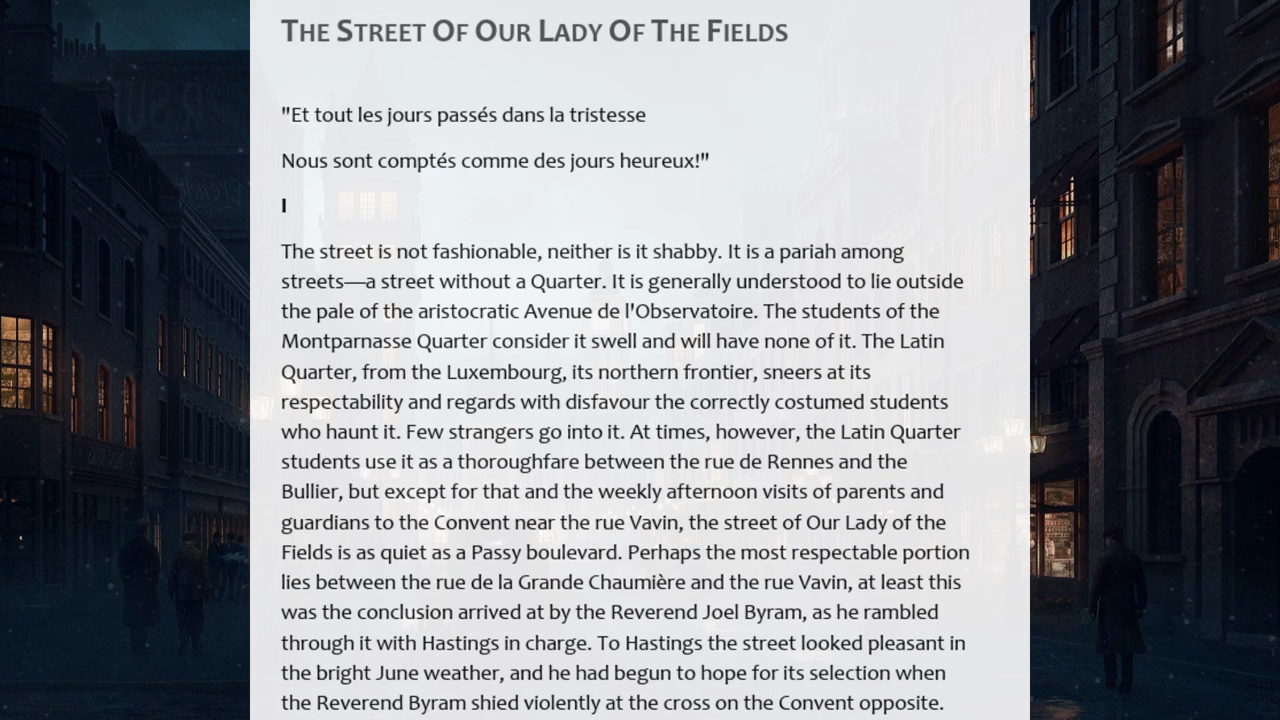 The Street Of Our Lady Of The Fields
"Et tout les jours passés dans la tristesse
Nous sont comptés comme des jours heureux!"
I
The street is not fashionable, neither is it shabby. It is a pariah among
streets—a street without a Quarter. It is generally understood to lie outside
the pale of the aristocratic Avenue de l'Observatoire. The students of the
Montparnasse Quarter consider it swell and will have none of it. The Latin
Quarter, from the Luxembourg, its northern frontier, sneers at its
respectability and regards with disfavour the correctly costumed students
who haunt it. Few strangers go into it. At times, however, the Latin Quarter
students use it as a thoroughfare between the rue de Rennes and the
Bullier, but except for that and the weekly afternoon visits of parents and
guardians to the Convent near the rue Vavin, the street of Our Lady of the
Fields is as quiet as a Passy boulevard. Perhaps the most respectable portion
lies between the rue de la Grande Chaumière and the rue Vavin, at least this
was the conclusion arrived at by the Reverend Joel Byram, as he rambled
through it with Hastings in charge. To Hastings the street looked pleasant in
the bright June weather, and he had begun to hope for its selection when
the Reverend Byram shied violently at the cross on the Convent opposite.